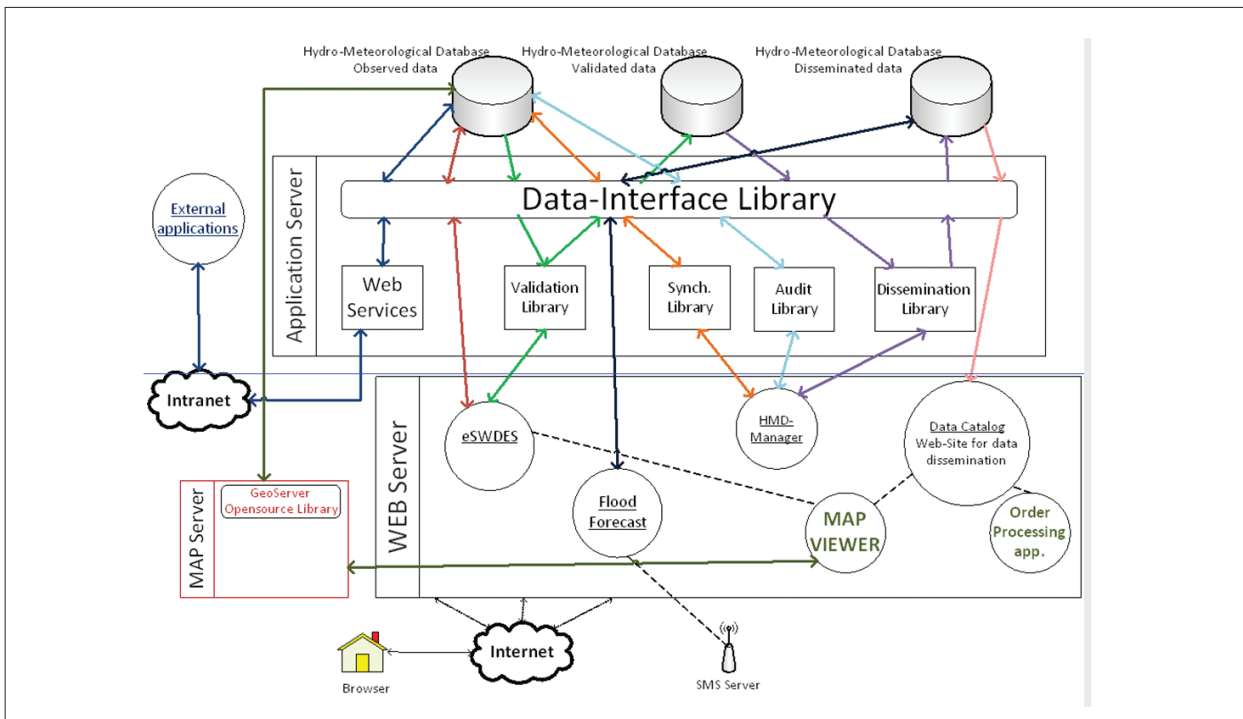 Hydro-Meteorological Database
Observed data
Hydro-Meteorological Database
Validated data
Hydro-Meteorological Database
Disseminated data
Application Server
Data-Interface Library
External
applications
Web
Services
Validation
Library
Synch.
Library
Audit
Library
Dissemination
Library
Intranet
WEB Server
eSWDES
HMD-
Manager
Data Catalog
Web-Site for data
dissemination
MAP Server
GeoServer
Opensource Library
Flood
Forecast
MAP
VIEWER
Order
Processing
app.
Internet
Browser
SMS Server